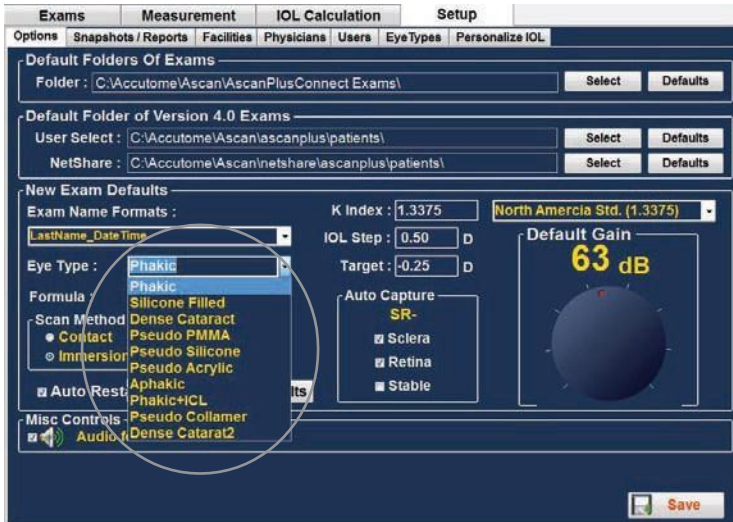 Exams Measurement IOL Calculation Setup
Options Snapshots / Reports Facilities Physicians Users Eye Types Personalize IOL
Default Folders Of Exams
Folder : C:\Accutome\Ascan\AscanPlusConnect Exams\ Select Defaults
Default Folder of Version 4.0 Exams
User Select : C:\Accutome\Ascan\ascanplus\patients\ Select Defaults
NetShare : C:\Accutome\Ascan\netshare\ascanplus\patients\ Select Defaults
New Exam Defaults
Exam Name Formats : K Index : 1.3375 North Amercia Std. (1.3375)
LastName_DateTime IOL Step : 0.50 D Default Gain
Eye Type : Phakic Target : -0.25 D 63 dB
Phakic
Formula : Silicone Filled Auto Capture
Scan Method Dense Cataract SR-
Contact Pseudo PMMA Sclera
Immersion Pseudo Silicone Retina
Pseudo Acrylic
Aphakic Stable
Auto Phakic+ICL
Misc Controls Pseudo Collamer
Audio Dense Catarat2
Save